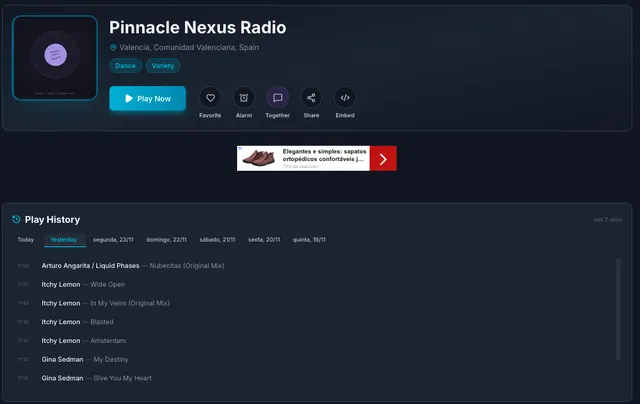 Pinnacle Nexus Radio
Valencia, Comunidad Valenciana, Spain
Dance Variety
Play Now
Favorite Alarm Together Share Embed
Elegantes e simples: sapatos
ortopédicos confortáveis j...
Play History
last 7 days
Today Yesterday segunda, 23/11 domingo, 22/11 sábado, 21/11 sexta, 20/11 quinta, 19/11
Arturo Angarita / Liquid Phases — Nubecitas (Original Mix)
Itchy Lemon — Wide Open
Itchy Lemon — In My Veins (Original Mix)
Itchy Lemon — Blasted
Itchy Lemon — Amsterdam
Gina Sedman — My Destiny
Gina Sedman — Give You My Heart